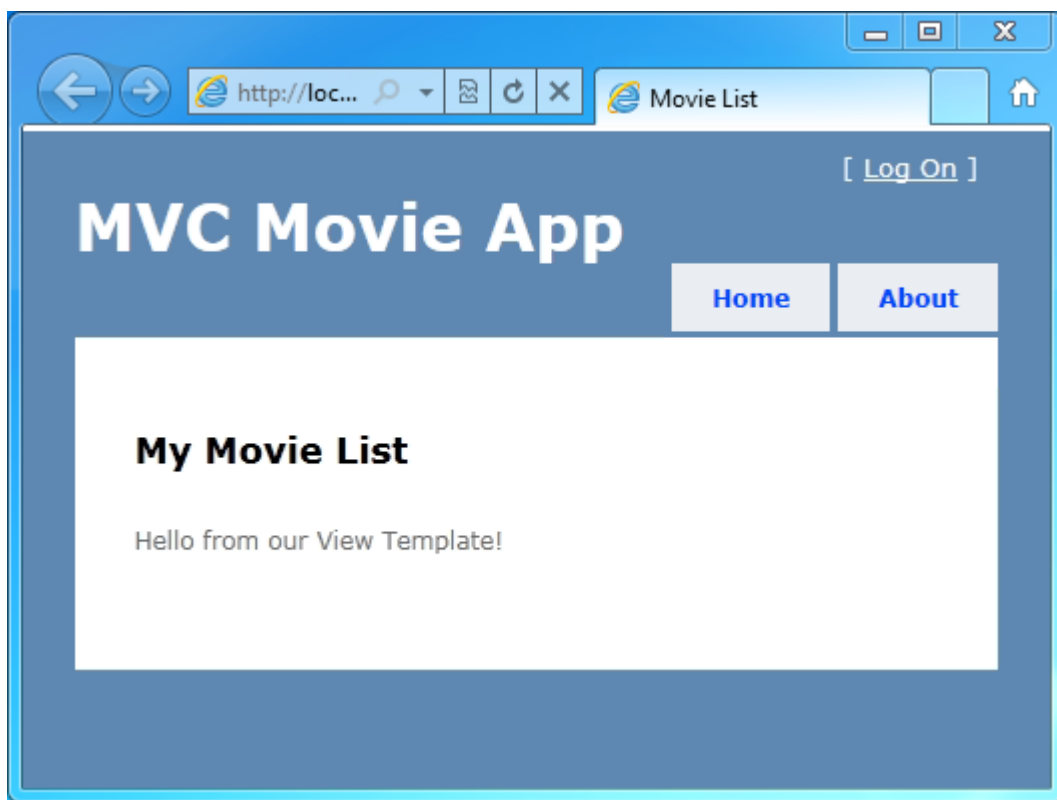 http://loc...
Movie List
[ Log On ]
MVC Movie App
Home
About
My Movie List
Hello from our View Template!